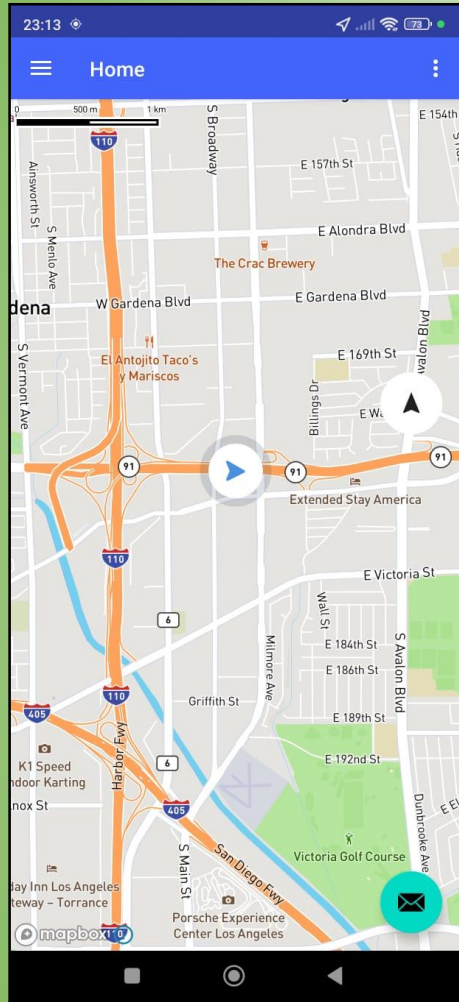 23:13
73
Home
0
500 m
1 km
110
S Broadway
E 154th
Ainsworth St
S Menlo Ave
E 157th St
E Alondra Blvd
The Crac Brewery
dena
W Gardena Blvd
E Gardena Blvd
El Antojito Taco's
y Mariscos
E 169th St
S Vermont Ave
Billings Dr
E Wa
91
91
91
Extended Stay America
110
E Victoria St
6
Wall St
Milmore Ave
S Avalon Blvd
E 184th St
E 186th St
110
Griffith St
405
E 189th St
Harbor Fwy
6
E 192nd St
K1 Speed
ndoor Karting
nox St
405
Dunbrooke Ave
E El
S Main St
San Diego Fwy
Victoria Golf Course
day Inn Los Angeles
teway – Torrance
Porsche Experience
Center Los Angeles
mapbox
110